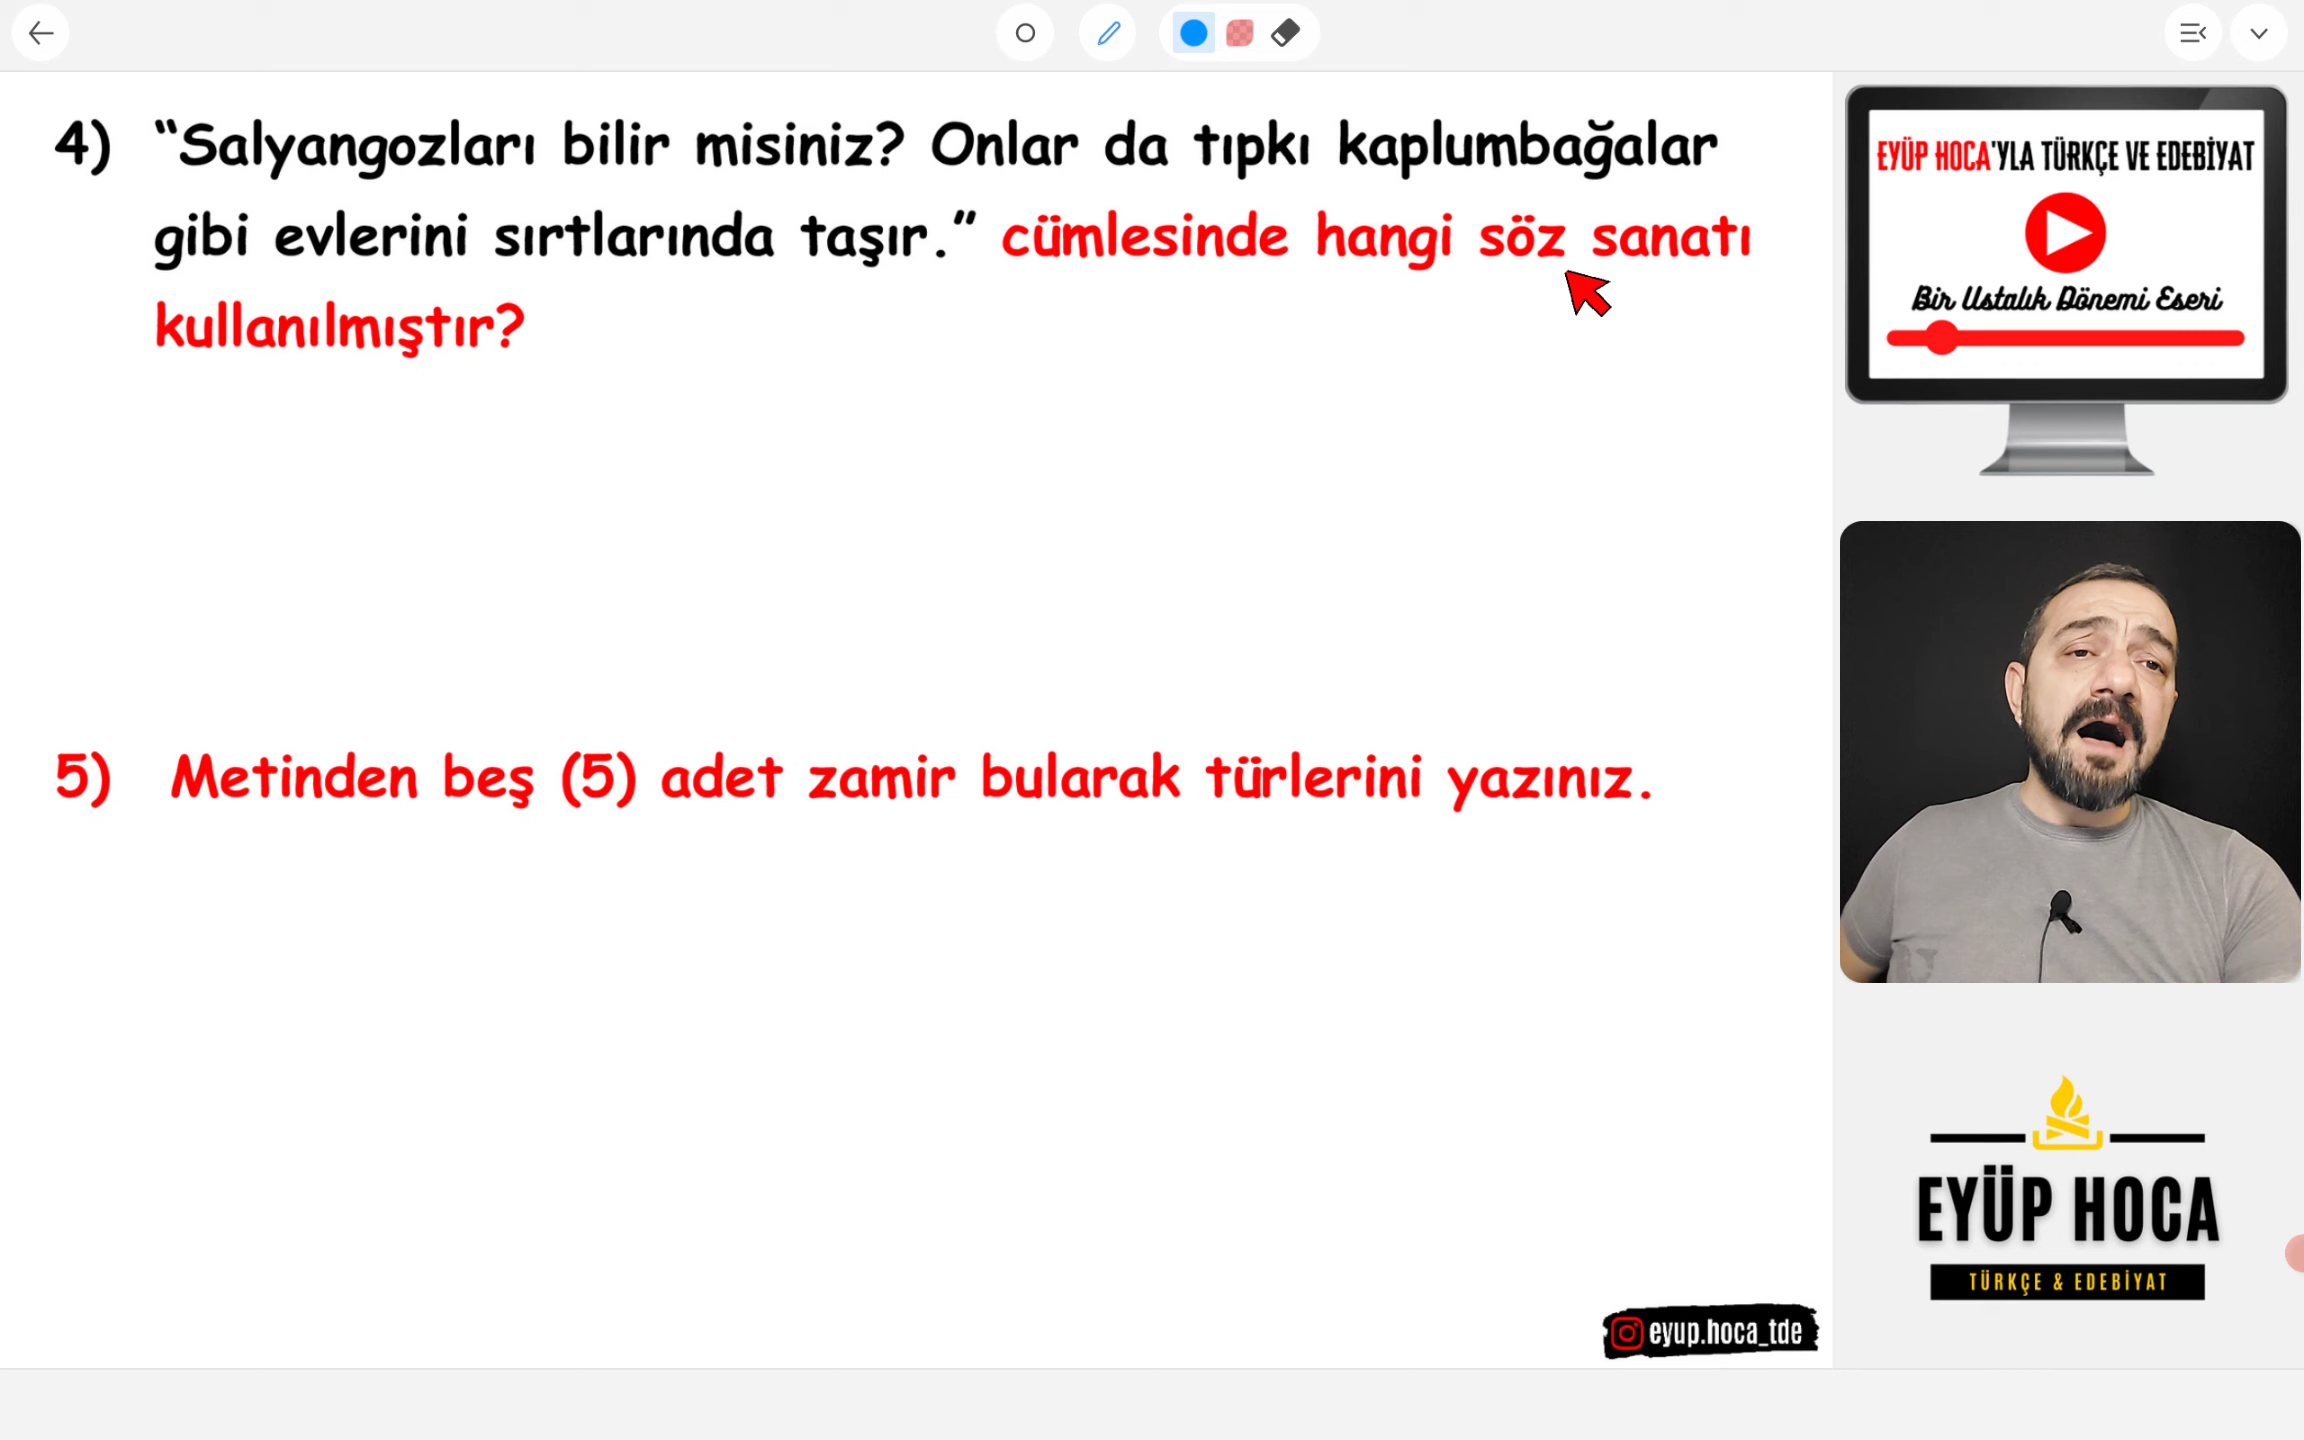 4) “Salyangozları bilir misiniz? Onlar da tıpkı kaplumbağalar
gibi evlerini sırtlarında taşır.” cümlesinde hangi söz sanatı
kullanılmıştır?
5) Metinden beş (5) adet zamir bularak türlerini yazınız.
EYÜP HOCA'YLA TÜRKÇE VE EDEBİYAT
Bir Ustalık Dönemi Eseri
EYÜP HOCA
TÜRKÇE & EDEBİYAT
eyup.hoca_tde